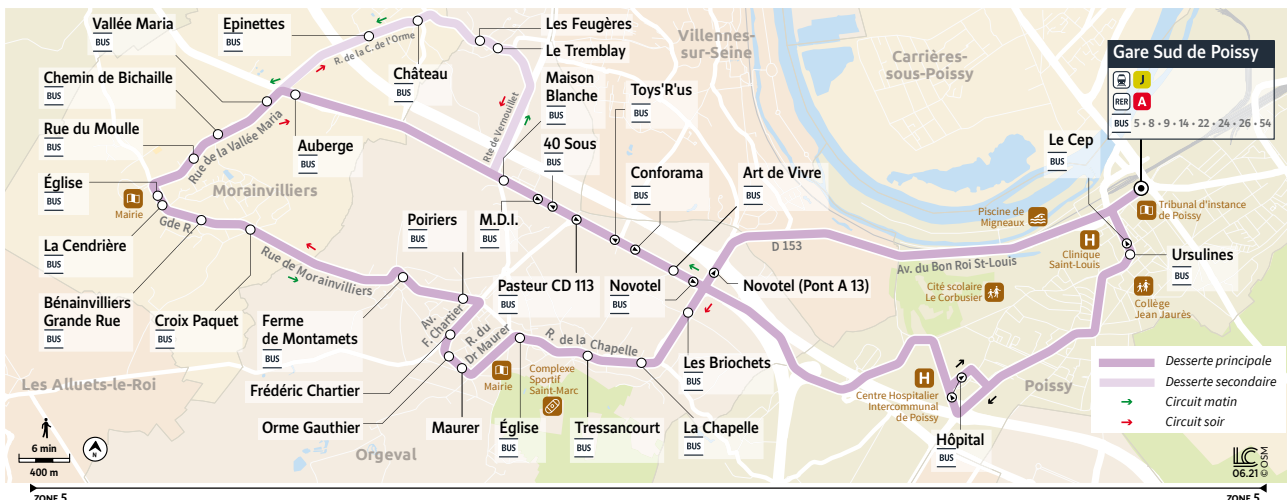 Vallée Maria
BUS
Epinettes
BUS
Les Feugères
Le Tremblay
Villennes-
sur-Seine
Carrières-
sous-Poissy
Gare Sud de Poissy
J
RER A
BUS 5 • 8 • 9 • 14 • 22 • 24 • 26 • 54
R. de la C. de l'Orme
Château
BUS
Maison
Blanche
BUS
Toys'R'us
BUS
Chemin de Bichaille
BUS
Rue du Moulle
BUS
Rue de la Vallée Maria
Auberge
BUS
Rte de Vernouillet
40 Sous
BUS
Conforama
BUS
Art de Vivre
BUS
Le Cep
BUS
Église
BUS
Mairie
Morainvilliers
Gde R.
La Cendrière
BUS
Poiriers
BUS
M.D.I.
BUS
Piscine de
Migneaux
Tribunal d'instance
de Poissy
D 153
H
Clinique
Saint-Louis
Ursulines
BUS
Av. du Bon Roi St-Louis
Rue de Morainvilliers
Bénainvilliers
Grande Rue
BUS
Croix Paquet
BUS
Ferme
de Montamets
BUS
Pasteur CD 113
BUS
Novotel
BUS
Novotel (Pont A 13)
Cité scolaire
Le Corbusier
Collège
Jean Jaurès
Av.
F. Chartier
R. du
Dr Maurer
R. de la Chapelle
Les Briochets
BUS
Les Alluets-le-Roi
Frédéric Chartier
Mairie
Complexe
Sportif
Saint-Marc
H
Centre Hospitalier
Intercommunal
de Poissy
Poissy
Desserte principale
Desserte secondaire
Circuit matin
Circuit soir
Orme Gauthier
Maurer
Église
BUS
Tressancourt
BUS
La Chapelle
BUS
Hôpital
BUS
Orgeval
6 min
400 m
N
LC
06.21 © OSM
ZONE 5
ZONE 5